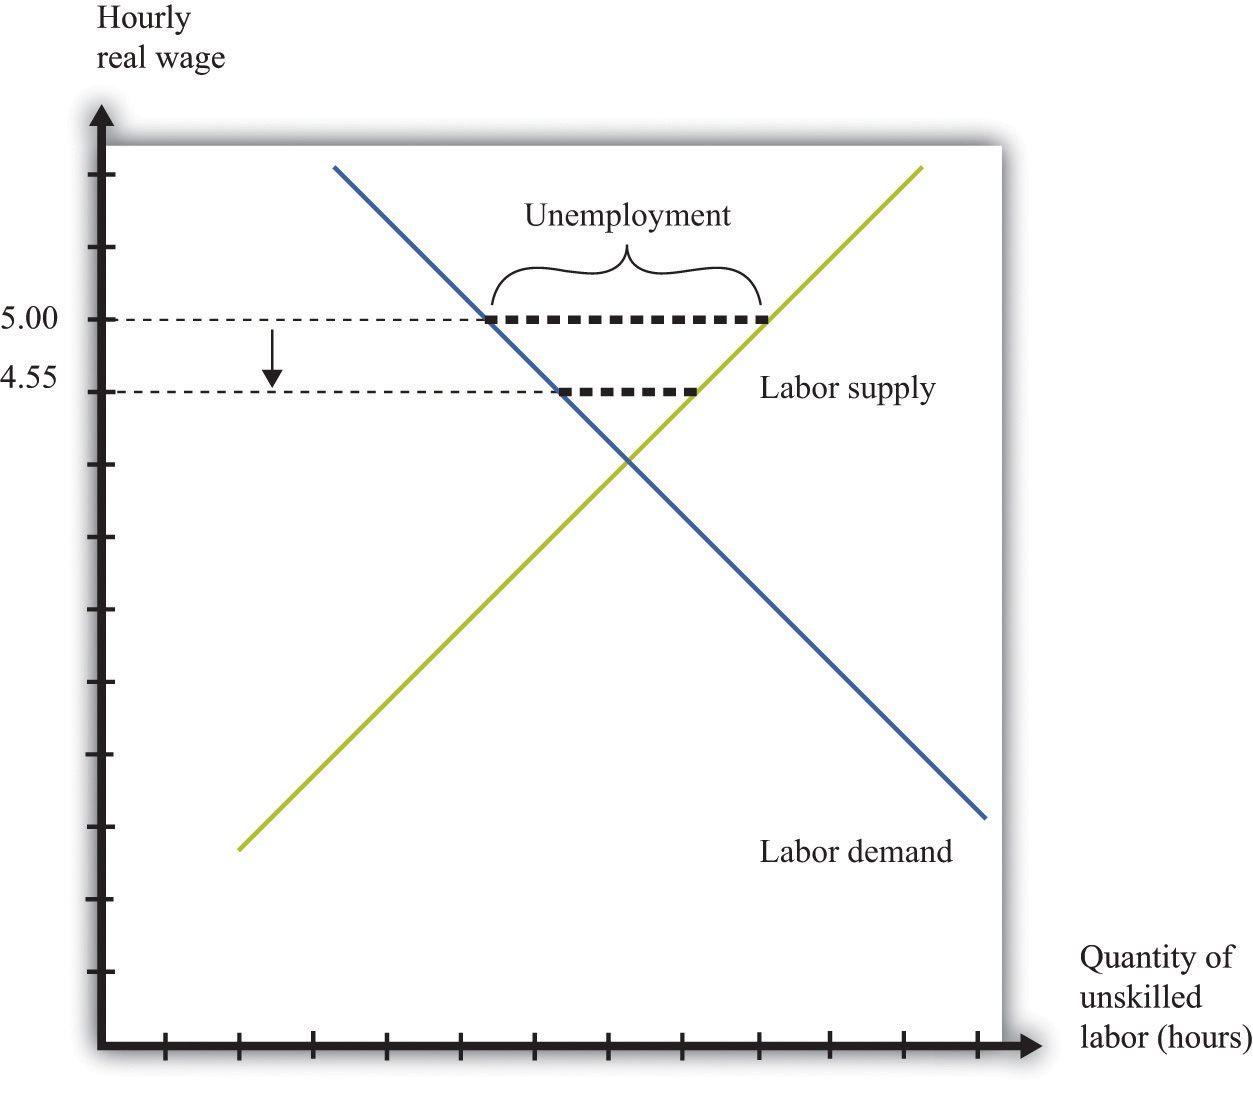 Hourly
real wage
Unemployment
5.00
4.55
Labor supply
Labor demand
Quantity of
unskilled
labor (hours)